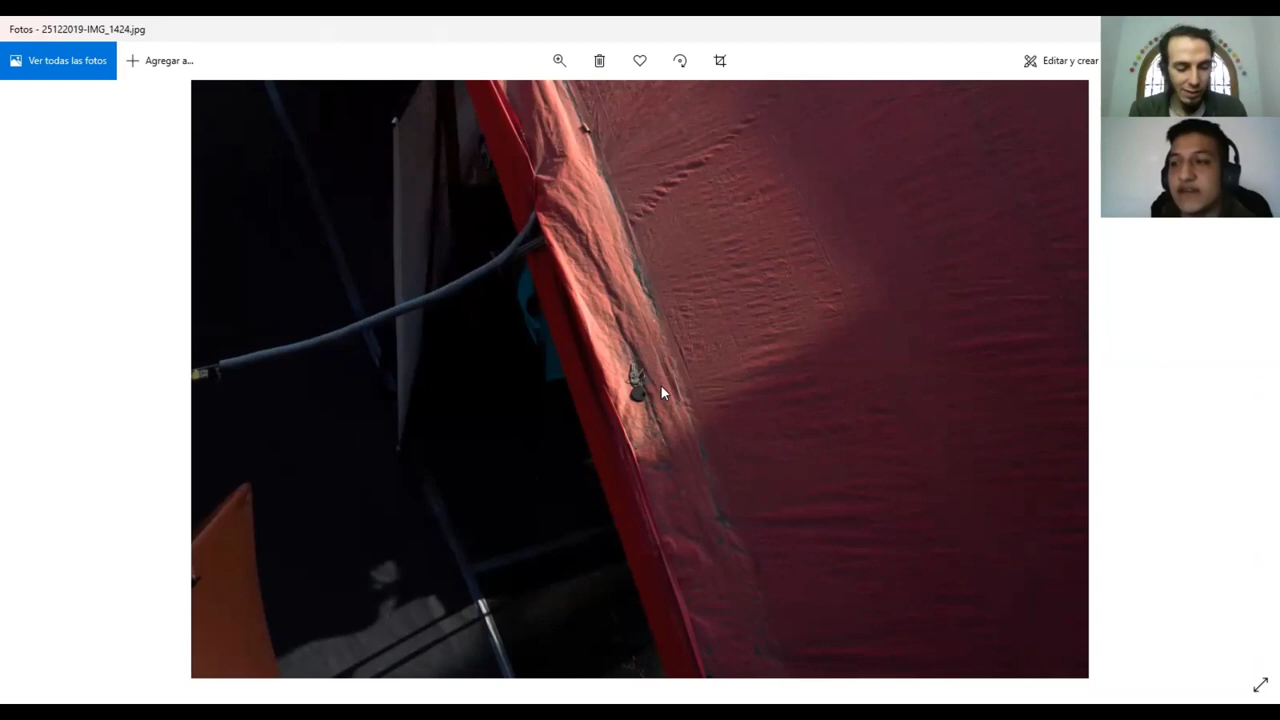 Fotos - 25122019-IMG_1424.jpg
Ver todas las fotos
Agregar a...
Editar y crear